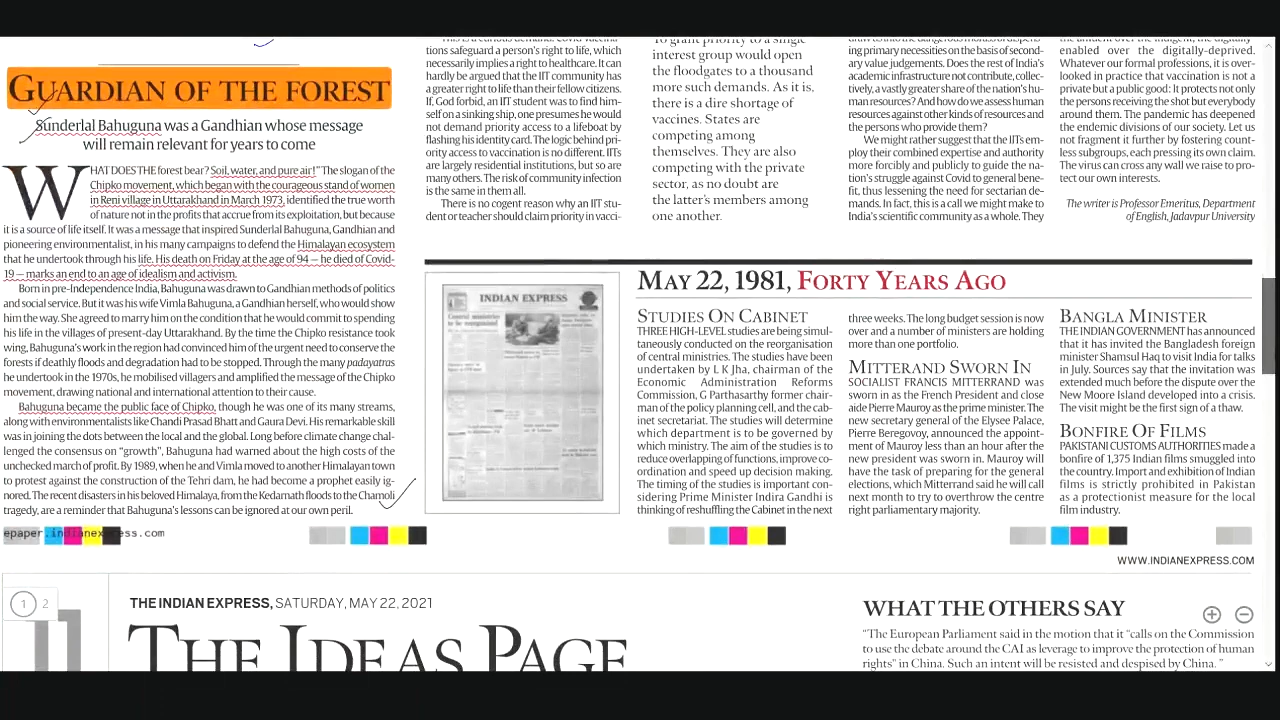 GUARDIAN OF THE FOREST
Sunderlal Bahuguna was a Gandhian whose message
will remain relevant for years to come
WHAT DOES THE forest bear? Soil, water, and pure air!" The slogan of the
Chipko movement, which began with the courageous stand of women
in Reni village in Uttarakhand in March 1973, identified the true worth
of nature not in the profits that accrue from its exploitation, but because
it is a source of life itself. It was a message that inspired Sunderlal Bahuguna, Gandhian and
pioneering environmentalist, in his many campaigns to defend the Himalayan ecosystem
that he undertook through his life. His death on Friday at the age of 94 — he died of Covid-
19 — marks an end to an age of idealism and activism.
Born in pre-Independence India, Bahuguna was drawn to Gandhian methods of politics
and social service. But it was his wife Vimla Bahuguna, a Gandhian herself, who would show
him the way. She agreed to marry him on the condition that he would commit to spending
his life in the villages of present-day Uttarakhand. By the time the Chipko resistance took
wing, Bahuguna's work in the region had convinced him of the urgent need to conserve the
forests if deathly floods and degradation had to be stopped. Through the many padayatras
he undertook in the 1970s, he mobilised villagers and amplified the message of the Chipko
movement, drawing national and international attention to their cause.
Bahuguna became the public face of Chipko, though he was one of its many streams,
along with environmentalists like Chandi Prasad Bhatt and Gaura Devi. His remarkable skill
was in joining the dots between the local and the global. Long before climate change chal-
lenged the consensus on "growth", Bahuguna had warned about the high costs of the
unchecked march of profit. By 1989, when he and Vimla moved to another Himalayan town
to protest against the construction of the Tehri dam, he had become a prophet easily ig-
nored. The recent disasters in his beloved Himalaya, from the Kedarnath floods to the Chamoli
tragedy, are a reminder that Bahuguna's lessons can be ignored at our own peril.
tions safeguard a person's right to life, which
necessarily implies a right to healthcare. It can
hardly be argued that the IIT community has
a greater right to life than their fellow citizens.
If, God forbid, an IIT student was to find him-
self on a sinking ship, one presumes he would
not demand priority access to a lifeboat by
flashing his identity card. The logic behind pri-
ority access to vaccination is no different. IITs
are largely residential institutions, but so are
many others. The risk of community infection
is the same in them all.
There is no cogent reason why an IIT stu-
dent or teacher should claim priority in vacci-
To grant priority to a single
interest group would open
the floodgates to a thousand
more such demands. As it is,
there is a dire shortage of
vaccines. States are
competing among
themselves. They are also
competing with the private
sector, as no doubt are
the latter's members among
one another.
ing primary necessities on the basis of second-
ary value judgements. Does the rest of India's
academic infrastructure not contribute, collec-
tively, a vastly greater share of the nation's hu-
man resources? And how do we assess human
resources against other kinds of resources and
the persons who provide them?
We might rather suggest that the IITs em-
ploy their combined expertise and authority
more forcibly and publicly to guide the na-
tion's struggle against Covid to general bene-
fit, thus lessening the need for sectarian de-
mands. In fact, this is a call we might make to
India's scientific community as a whole. They
enabled over the digitally-deprived.
Whatever our formal professions, it is over-
looked in practice that vaccination is not a
private but a public good: It protects not only
the persons receiving the shot but everybody
around them. The pandemic has deepened
the endemic divisions of our society. Let us
not fragment it further by fostering count-
less subgroups, each pressing its own claim.
The virus can cross any wall we raise to pro-
tect our own interests.
The writer is Professor Emeritus, Department
of English, Jadavpur University
INDIAN EXPRESS
MAY 22, 1981, FORTY YEARS AGO
STUDIES ON CABINET
THREE HIGH-LEVEL studies are being simul-
taneously conducted on the reorganisation
of central ministries. The studies have been
undertaken by L K Jha, chairman of the
Economic Administration Reforms
Commission, G Parthasarthy former chair-
man of the policy planning cell, and the cab-
inet secretariat. The studies will determine
which department is to be governed by
which ministry. The aim of the studies is to
reduce overlapping of functions, improve co-
ordination and speed up decision making.
The timing of the studies is important con-
sidering Prime Minister Indira Gandhi is
thinking of reshuffling the Cabinet in the next
three weeks. The long budget session is now
over and a number of ministers are holding
more than one portfolio.
MITTERRAND SWORN IN
SOCIALIST FRANCIS MITTERRAND was
sworn in as the French President and close
aide Pierre Mauroy as the prime minister. The
new secretary general of the Elysee Palace,
Pierre Beregovoy, announced the appoint-
ment of Mauroy less than an hour after the
new president was sworn in. Mauroy will
have the task of preparing for the general
elections, which Mitterrand said he will call
next month to try to overthrow the centre
right parliamentary majority.
BANGLA MINISTER
THE INDIAN GOVERNMENT has announced
that it has invited the Bangladesh foreign
minister Shamsul Haq to visit India for talks
in July. Sources say that the invitation was
extended much before the dispute over the
New Moore Island developed into a crisis.
The visit might be the first sign of a thaw.
BONFIRE OF FILMS
PAKISTANI CUSTOMS AUTHORITIES made a
bonfire of 1,375 Indian films smuggled into
the country. Import and exhibition of Indian
films is strictly prohibited in Pakistan
as a protectionist measure for the local
film industry.
epaper.indianexpress.com
WWW.INDIANEXPRESS.COM
1 2
THE INDIAN EXPRESS, SATURDAY, MAY 22, 2021
THE IDEAS PAGE
WHAT THE OTHERS SAY
"The European Parliament said in the motion that it "calls on the Commission
to use the debate around the CAI as leverage to improve the protection of human
rights" in China. Such an intent will be resisted and despised by China."